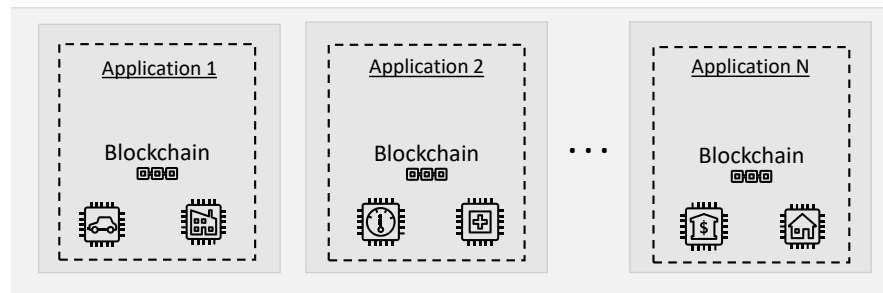 Application 1
Application 2
Application N
Blockchain
Blockchain
. . .
Blockchain
$